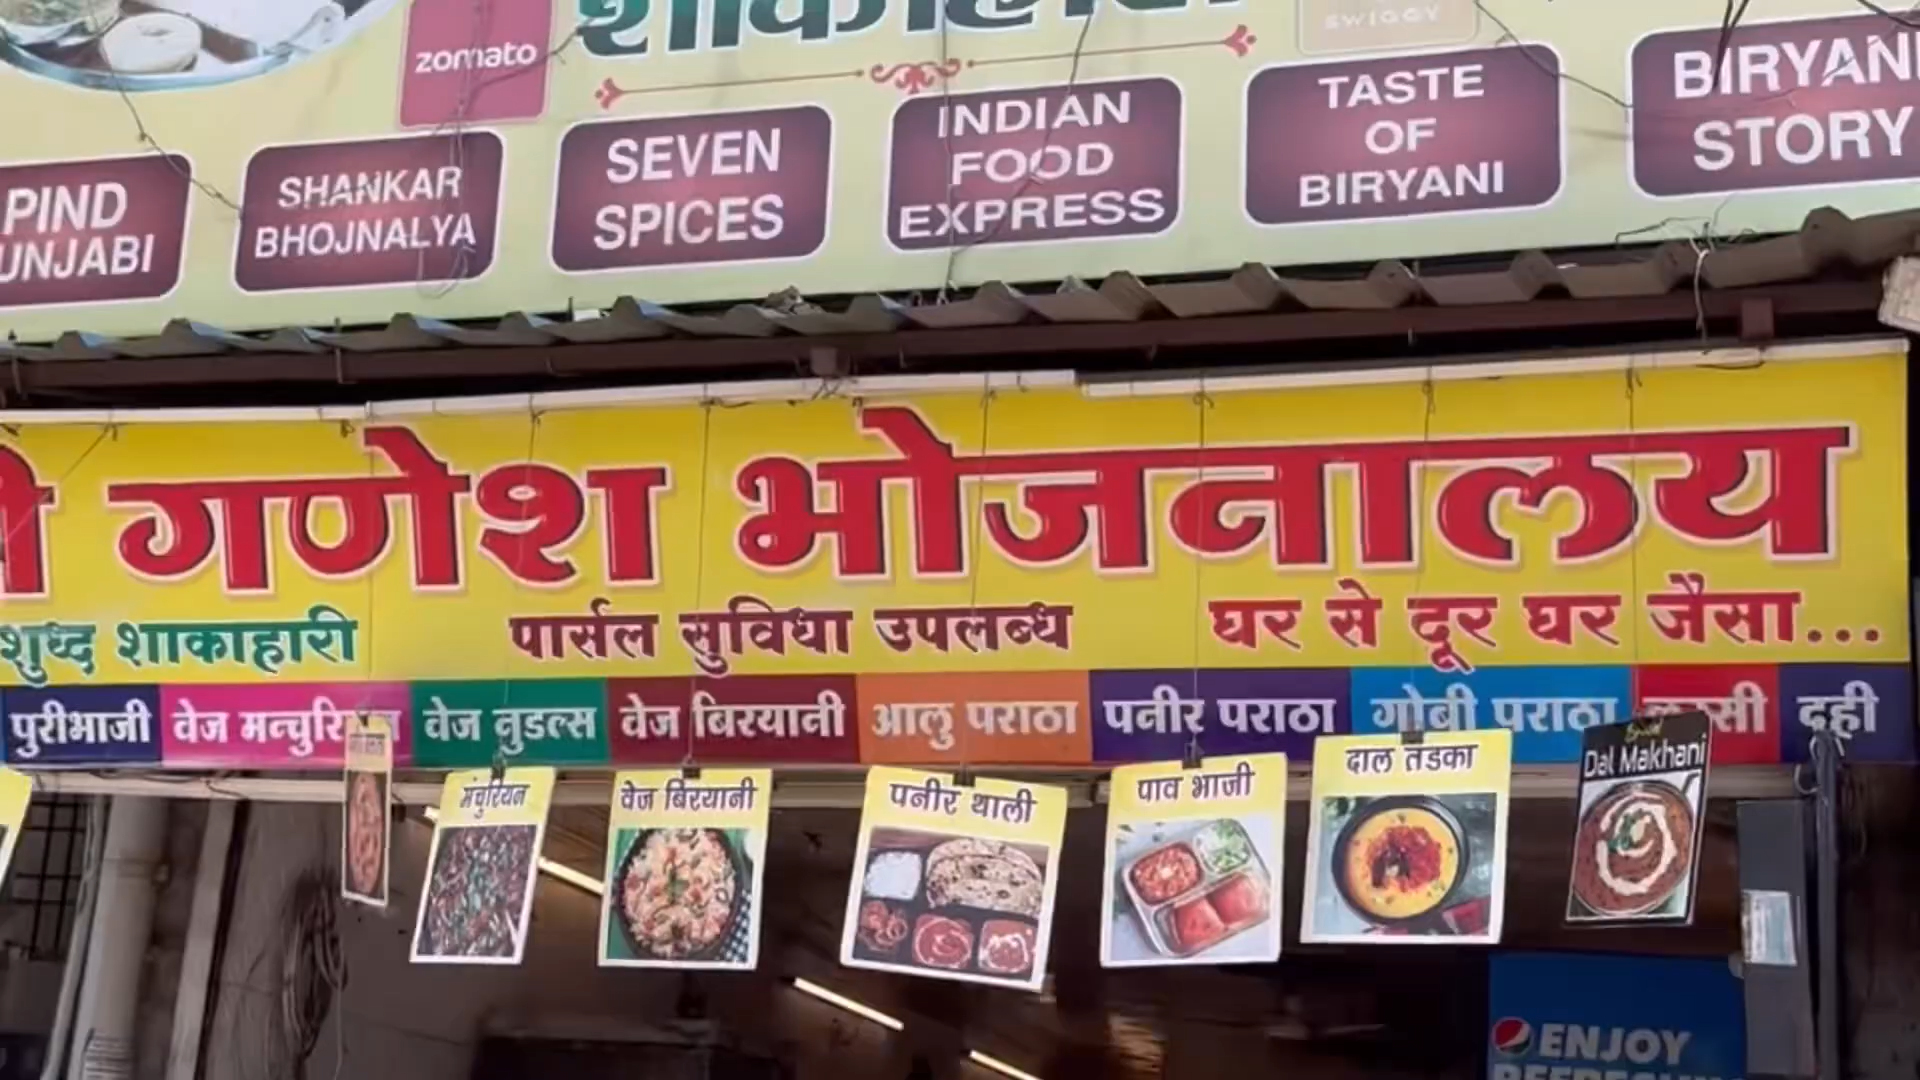 zomato
शाकाहारी
SWIGGY
PIND
UNJABI
SHANKAR
BHOJNALYA
SEVEN
SPICES
INDIAN
FOOD
EXPRESS
TASTE
OF
BIRYANI
BIRYANI
STORY
गणेश भोजनालय
शुध्द शाकाहारी पार्सल सुविधा उपलब्ध घर से दूर घर जैसा...
पुरीभाजी वेज मन्चुरि वेज नुडल्स वेज बिरयानी आलु पराठा पनीर पराठा गोबी पराठा लस्सी दही
मंचुरियन
वेज बिरयानी
पनीर थाली
पाव भाजी
दाल तडका
Dal Makhani
ENJOY